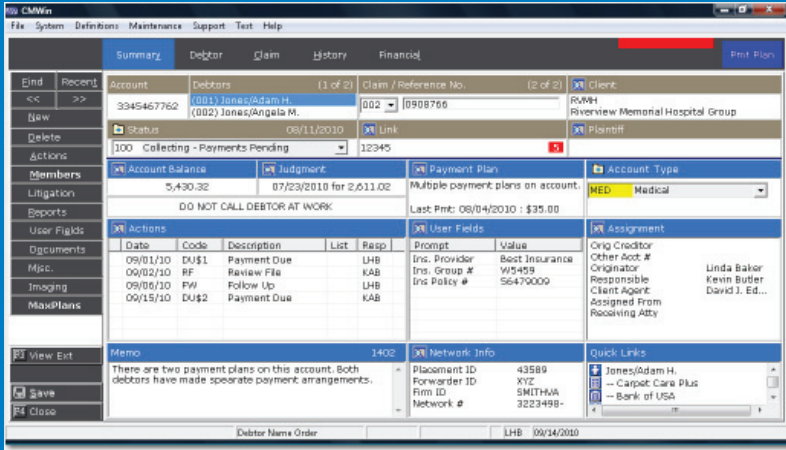 CMWin
File System Definitions Maintenance Support Test Help
Summary Debtor Claim History Financial Pmt Plan
Find Recent
<< >>
New
Delete
Actions
Members
Litigation
Reports
User Fields
Documents
Misc.
Imaging
MaxPlans
View Ext
Save
Close
Account Debtors (1 of 2) Claim / Reference No. (2 of 2) Client
3345467762 (001) Jones/Adam H. 002 0908766 RVMH
(002) Jones/Angela M. Riverview Memorial Hospital Group
Status 08/11/2010 Link Plaintiff
100 Collecting - Payments Pending 12345 5
Account Balance Judgment Payment Plan Account Type
5,430.32 07/23/2010 for 2,611.02 Multiple payment plans on account. MED Medical
DO NOT CALL DEBTOR AT WORK Last Pmt: 08/04/2010 : $35.00
Actions User Fields Assignment
Date Code Description List Resp Prompt Value
09/01/10 DU$1 Payment Due LHB
09/02/10 RF Review File KAB
09/06/10 FW Follow Up LHB
09/15/10 DU$2 Payment Due KAB
Ins. Provider Best Insurance
Ins. Group # W5459
Ins Policy # 56479009
Orig Creditor
Other Acct #
Originator Linda Baker
Responsible Kevin Butler
Client Agent David J. Ed...
Assigned From
Receiving Atty
Memo 1402 Network Info Quick Links
There are two payment plans on this account. Both
debtors have made spearate payment arrangements.
Placement ID 43589
Forwarder ID XYZ
Firm ID SMITHVA
Network # 3223498-
Jones/Adam H.
-- Carpet Care Plus
-- Bank of USA
Debtor Name Order LHB 09/14/2010